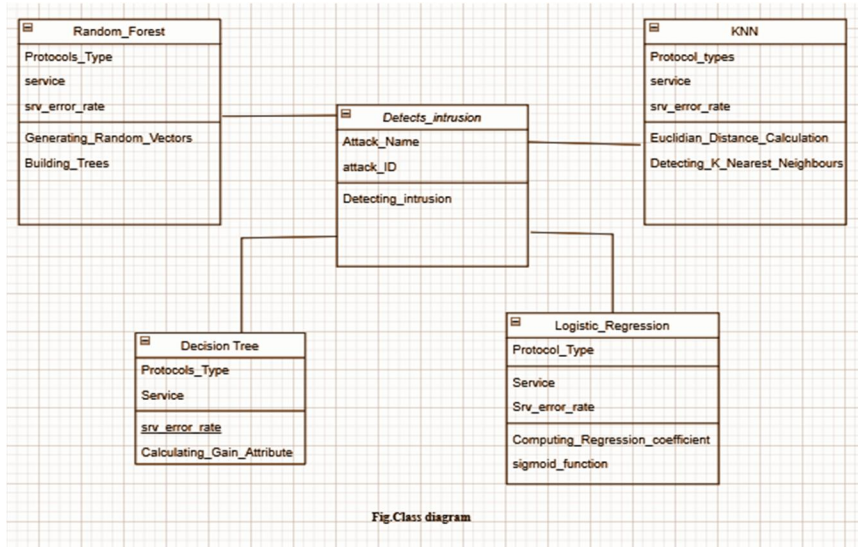 Random_Forest
Protocols_Type
service
srv_error_rate
Generating_Random_Vectors
Building_Trees
KNN
Protocol_types
service
srv_error_rate
Euclidian_Distance_Calculation
Detecting_K_Nearest_Neighbours
Detects_intrusion
Attack_Name
attack_ID
Detecting_intrusion
Decision Tree
Protocols_Type
Service
srv_error_rate
Calculating_Gain_Attribute
Logistic_Regression
Protocol_Type
Service
Srv_error_rate
Computing_Regression_coefficient
sigmoid_function
Fig.Class diagram